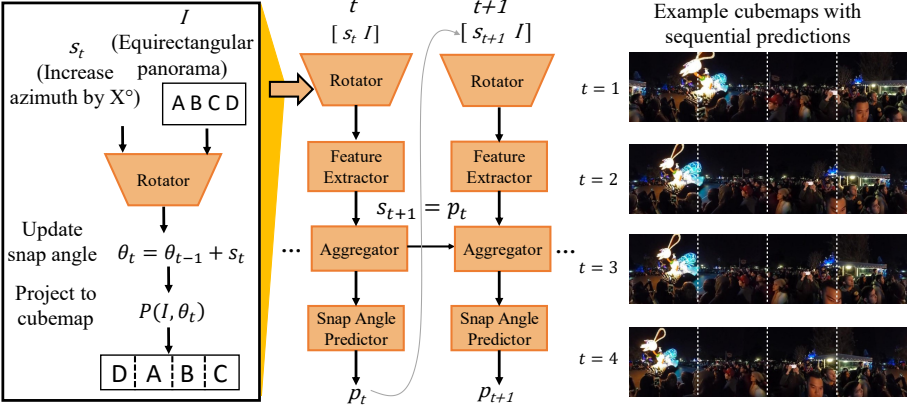 I
(Equirectangular
panorama)
s_t
(Increase
azimuth by X°)
A B C D
Rotator
Update
snap angle
θ_t = θ_{t−1} + s_t
Project to
cubemap
P(I, θ_t)
D A B C
t
[ s_t I ]
Rotator
Feature
Extractor
...
Aggregator
Snap Angle
Predictor
p_t
s_{t+1} = p_t
t+1
[ s_{t+1} I ]
Rotator
Feature
Extractor
Aggregator
...
Snap Angle
Predictor
p_{t+1}
Example cubemaps with
sequential predictions
t = 1
t = 2
t = 3
t = 4